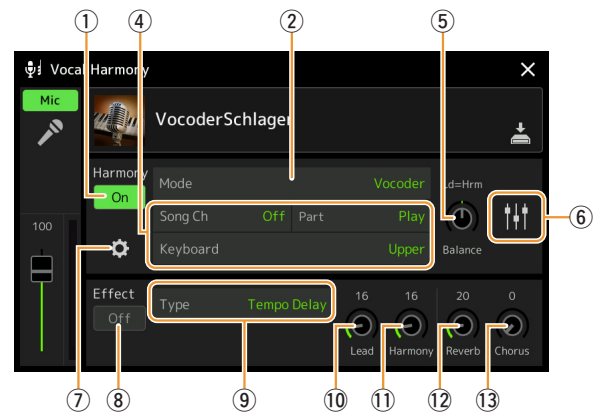 ① ④ ② ⑤
Vocal Harmony
Mic
VocoderSchlager
Harmony
On
Mode Vocoder
Ld=Hrm
Song Ch Off Part Play
⑥
100
Keyboard Upper
Balance
Effect
Off
Type Tempo Delay
16 16 20 0
Lead Harmony Reverb Chorus
⑦ ⑧ ⑨ ⑩ ⑪ ⑫ ⑬